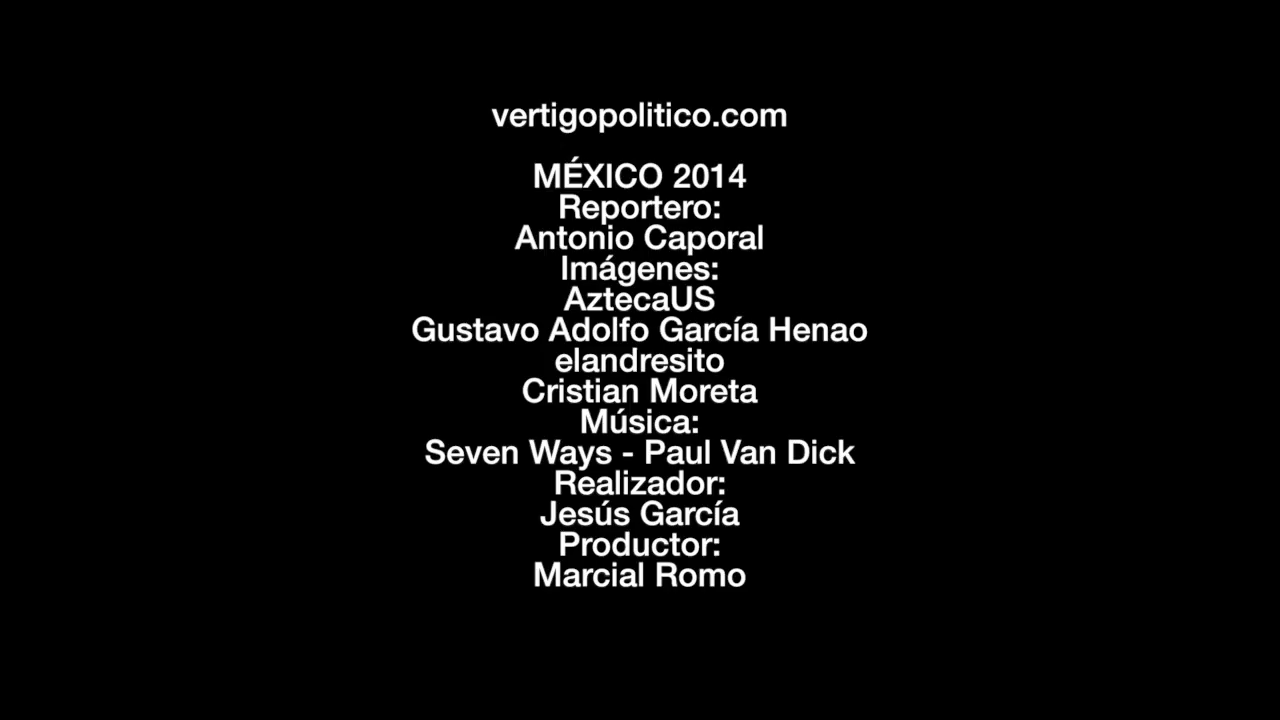 vertigopolitico.com
MÉXICO 2014
Reportero:
Antonio Caporal
Imágenes:
AztecaUS
Gustavo Adolfo García Henao
elandresito
Cristian Moreta
Música:
Seven Ways - Paul Van Dick
Realizador:
Jesús García
Productor:
Marcial Romo